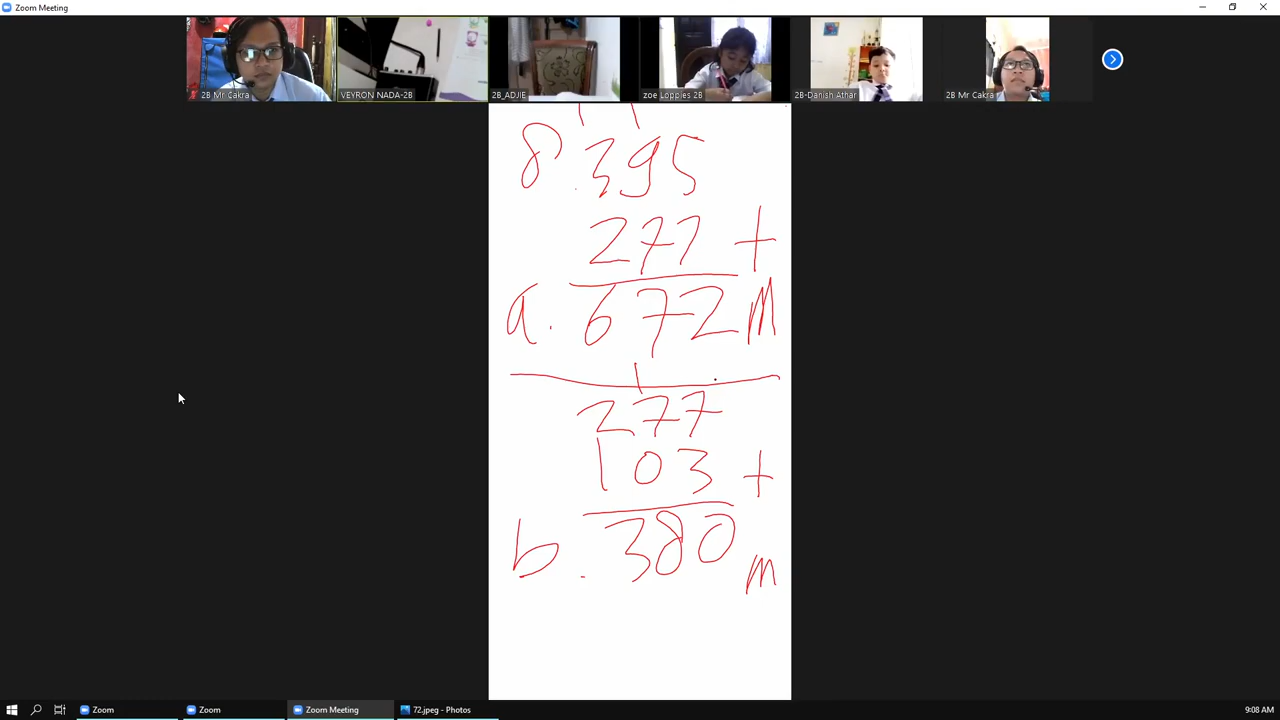 Zoom Meeting
2B Mr Cakra
VEYRON NADA-2B
2B_ADJIE
zoe Loppies 2B
2B-Danish Athar
2B Mr Cakra
8. 395
277 +
a. 672 m
277
103 +
b. 380 m
Zoom
Zoom
Zoom Meeting
72.jpeg - Photos
9:08 AM